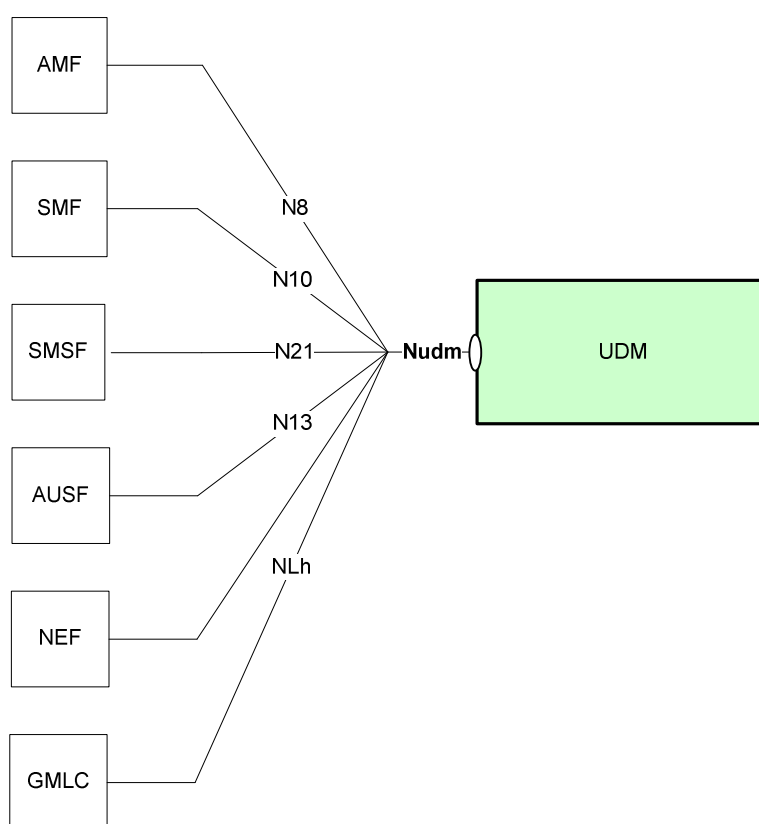 AMF
N8
SMF
N10
SMSF
N21
Nudm
UDM
N13
AUSF
NLh
NEF
GMLC